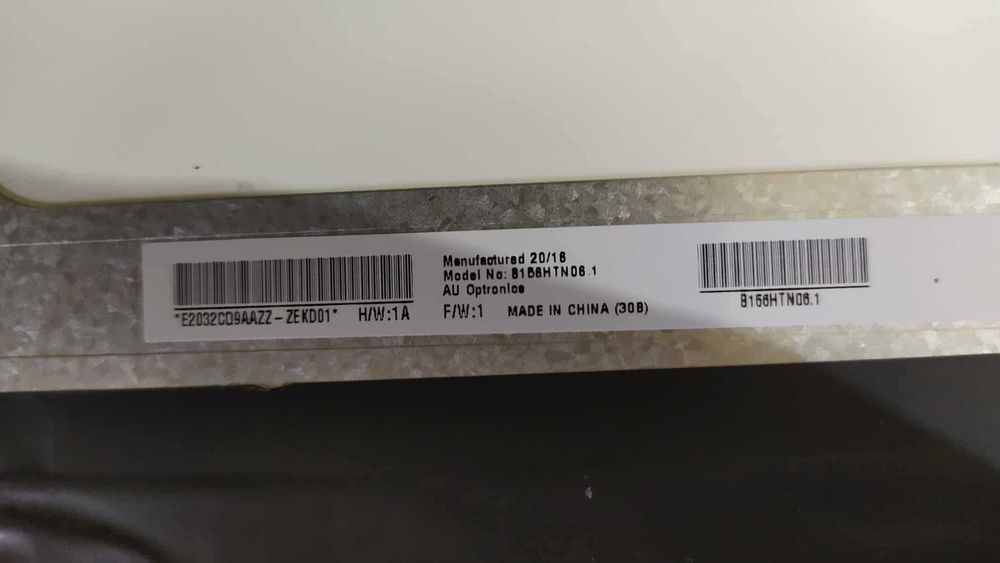 *E2032C09AAZZ-ZEKD01* H/W:1A
Manufactured 20/16
Model No: B156HTN06.1
AU Optronics
F/W:1 MADE IN CHINA (30B)
B156HTN06.1